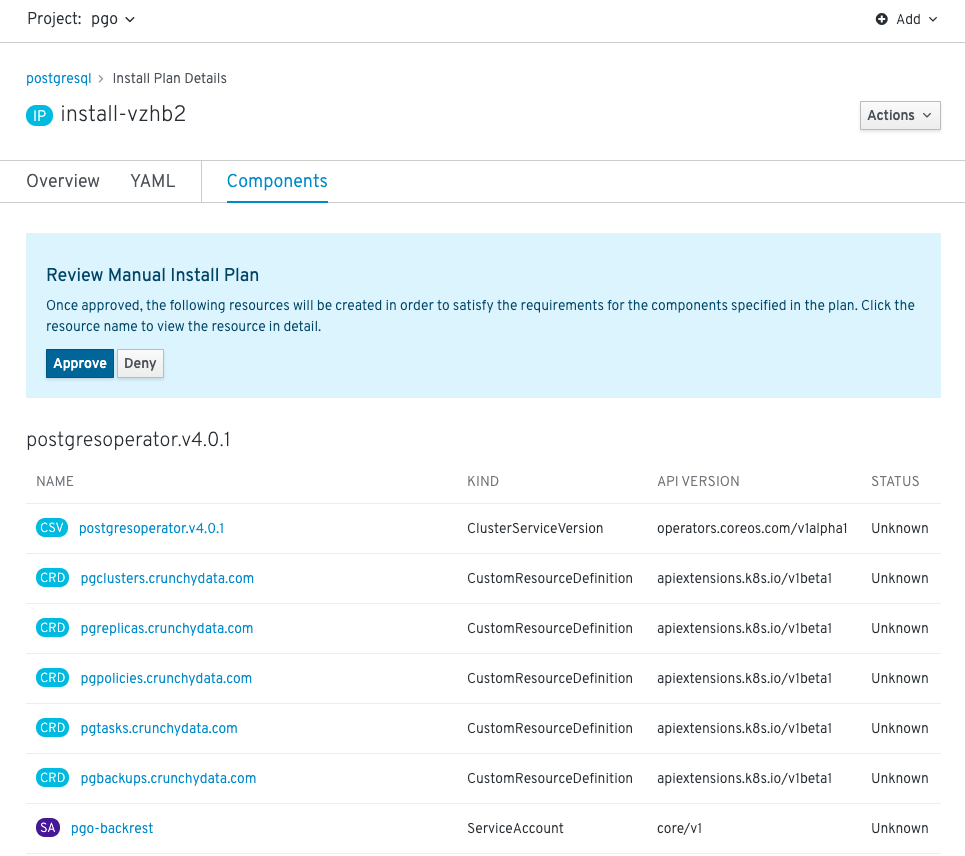 Project: pgo
Add
postgresql > Install Plan Details
IP install-vzhb2
Actions
Overview YAML Components
Review Manual Install Plan
Once approved, the following resources will be created in order to satisfy the requirements for the components specified in the plan. Click the
resource name to view the resource in detail.
Approve Deny
postgresoperator.v4.0.1
NAME KIND API VERSION STATUS
CSV postgresoperator.v4.0.1 ClusterServiceVersion operators.coreos.com/v1alpha1 Unknown
CRD pgclusters.crunchydata.com CustomResourceDefinition apiextensions.k8s.io/v1beta1 Unknown
CRD pgreplicas.crunchydata.com CustomResourceDefinition apiextensions.k8s.io/v1beta1 Unknown
CRD pgpolicies.crunchydata.com CustomResourceDefinition apiextensions.k8s.io/v1beta1 Unknown
CRD pgtasks.crunchydata.com CustomResourceDefinition apiextensions.k8s.io/v1beta1 Unknown
CRD pgbackups.crunchydata.com CustomResourceDefinition apiextensions.k8s.io/v1beta1 Unknown
SA pgo-backrest ServiceAccount core/v1 Unknown